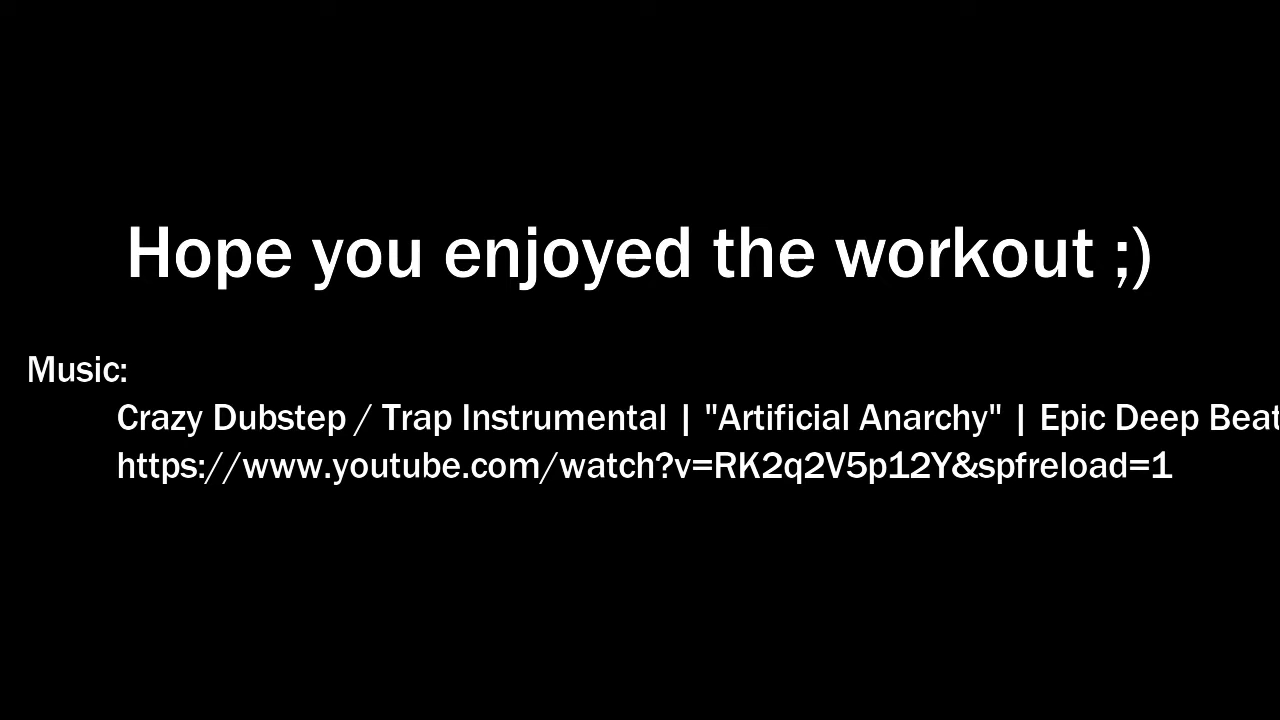 Hope you enjoyed the workout ;)
Music:
Crazy Dubstep / Trap Instrumental | "Artificial Anarchy" | Epic Deep Beat
https://www.youtube.com/watch?v=RK2q2V5p12Y&spfreload=1